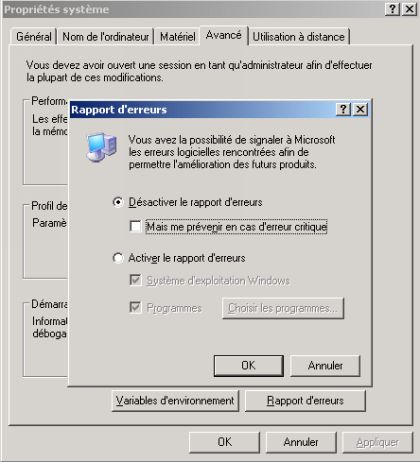 Propriétés système
Général
Nom de l'ordinateur
Matériel
Avancé
Utilisation à distance
Vous devez avoir ouvert une session en tant qu'administrateur afin d'effectuer
la plupart de ces modifications.
Les effe
la mémo
Profil de
Paramè
Démarra
Informat
déboga
Rapport d'erreurs
Vous avez la possibilité de signaler à Microsoft
les erreurs logicielles rencontrées afin de
permettre l'amélioration des futurs produits.
Désactiver le rapport d'erreurs
Mais me prévenir en cas d'erreur critique
Activer le rapport d'erreurs
Système d'exploitation Windows
Programmes
Choisir les programmes...
OK
Annuler
Variables d'environnement
Rapport d'erreurs
OK
Annuler
Appliquer